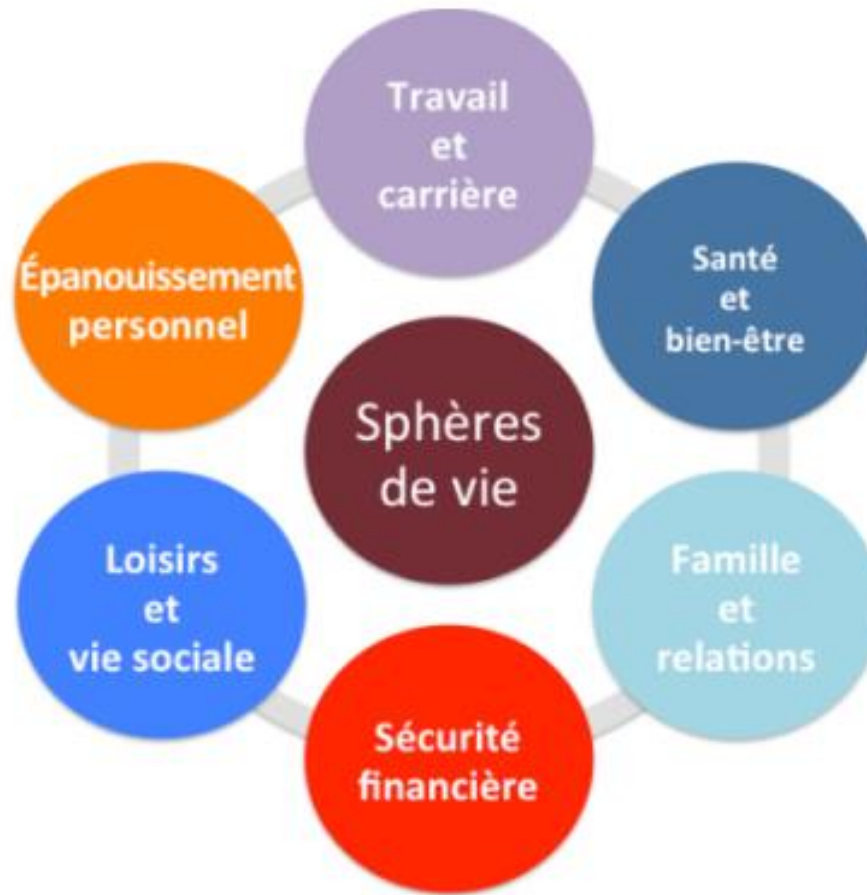 Travail
et
carrière
Santé
et
bien-être
Famille
et
relations
Sécurité
financière
Loisirs
et
vie sociale
Épanouissement
personnel
Sphères
de vie